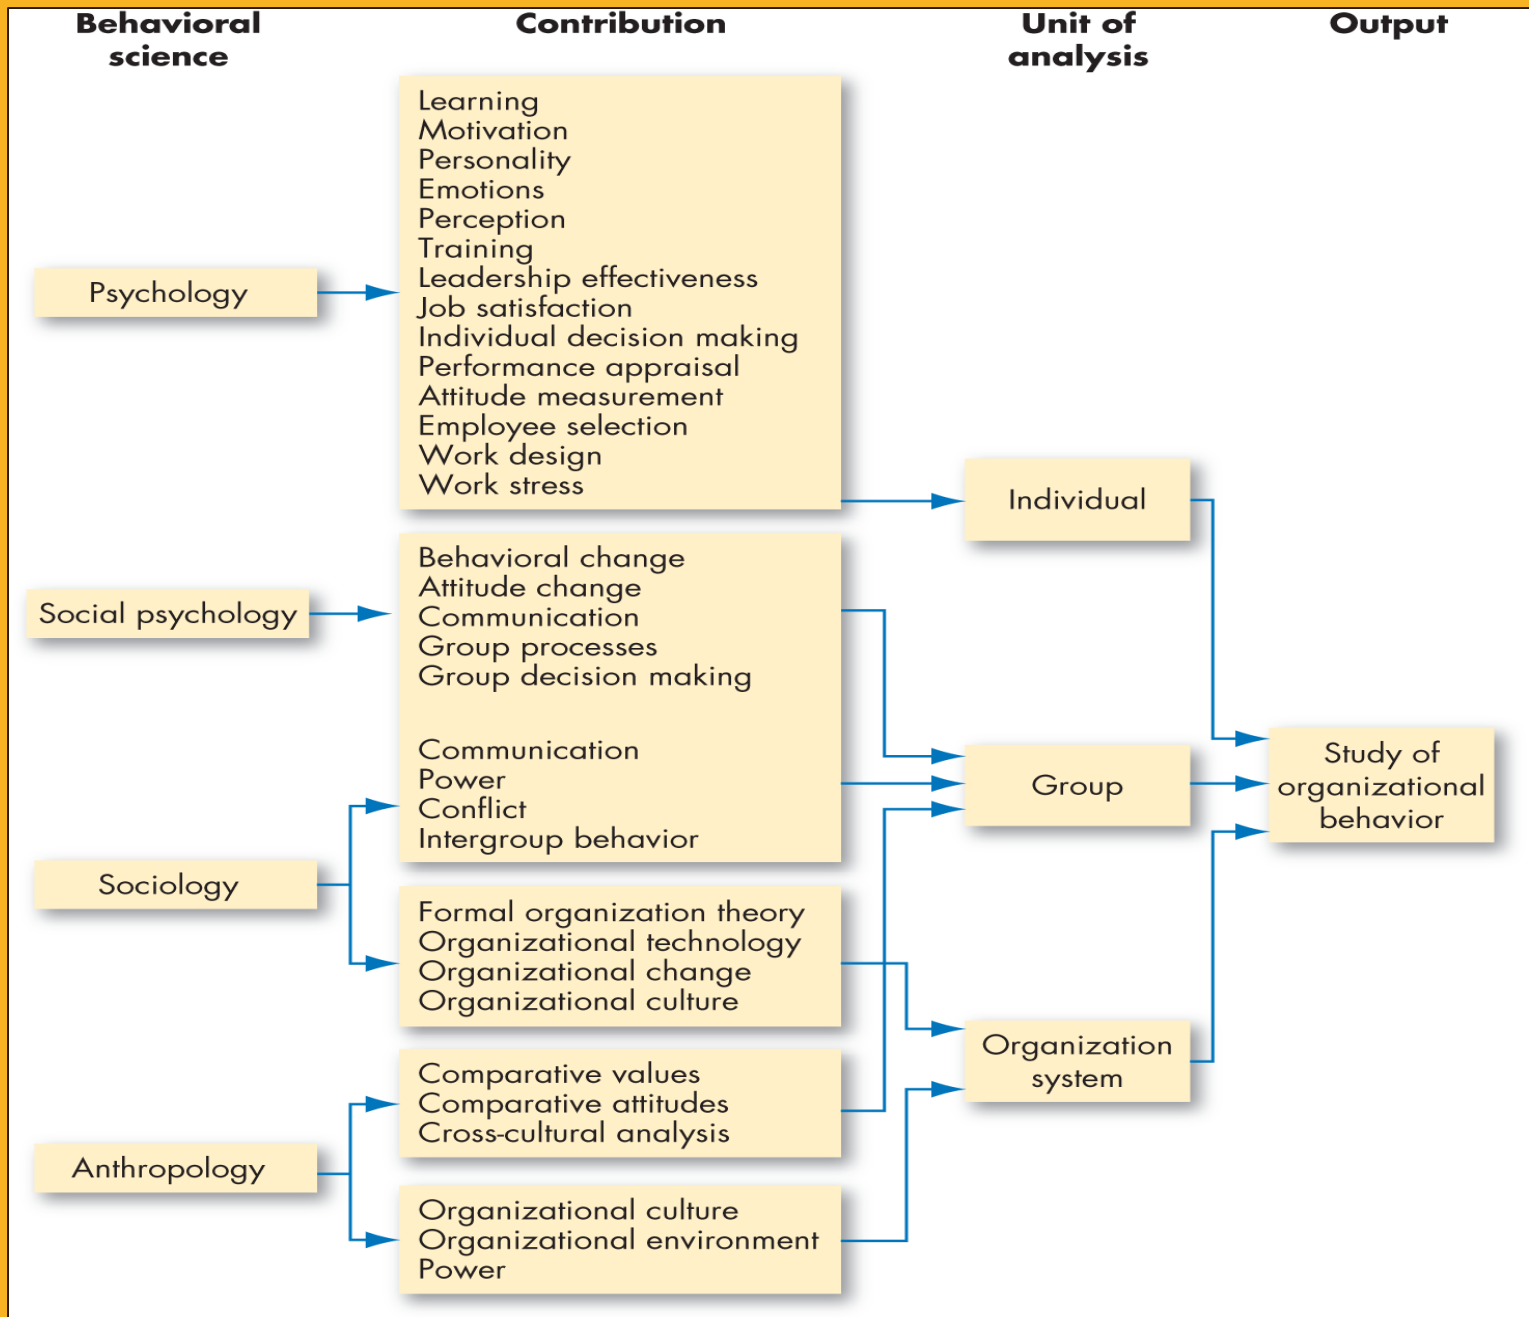 Behavioral
science
Contribution
Unit of
analysis
Output
Psychology
Learning
Motivation
Personality
Emotions
Perception
Training
Leadership effectiveness
Job satisfaction
Individual decision making
Performance appraisal
Attitude measurement
Employee selection
Work design
Work stress
Individual
Social psychology
Behavioral change
Attitude change
Communication
Group processes
Group decision making
Communication
Power
Conflict
Intergroup behavior
Group
Study of
organizational
behavior
Sociology
Formal organization theory
Organizational technology
Organizational change
Organizational culture
Organization
system
Anthropology
Comparative values
Comparative attitudes
Cross-cultural analysis
Organizational culture
Organizational environment
Power